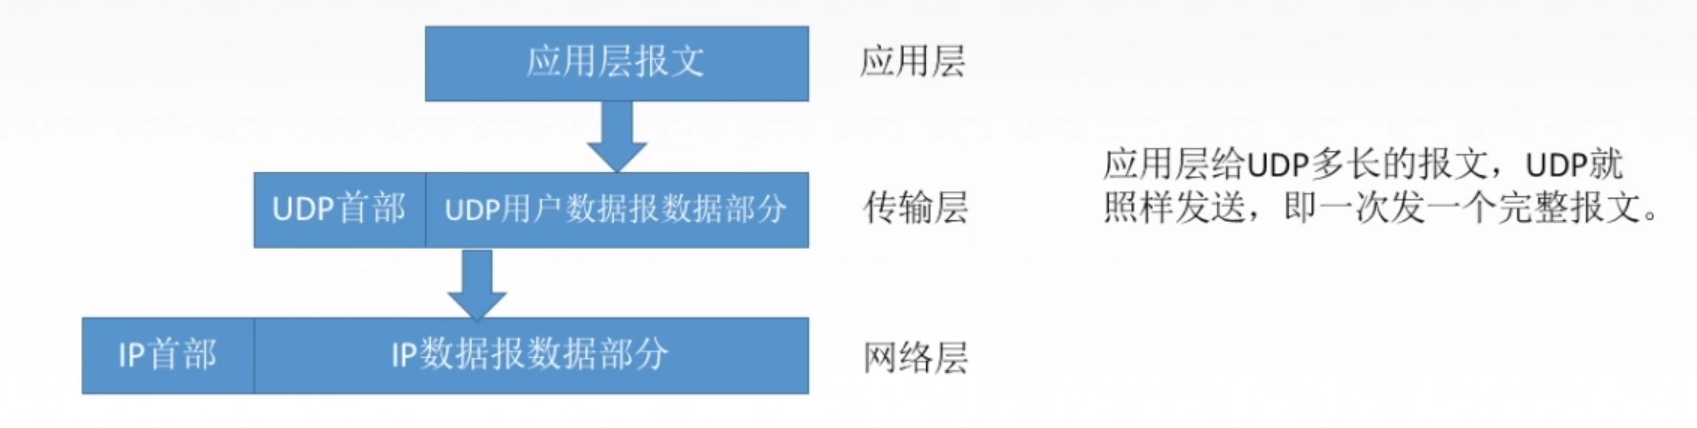 应用层报文
应用层
UDP首部
UDP用户数据报数据部分
传输层
应用层给UDP多长的报文，UDP就
照样发送，即一次发一个完整报文。
IP首部
IP数据报数据部分
网络层